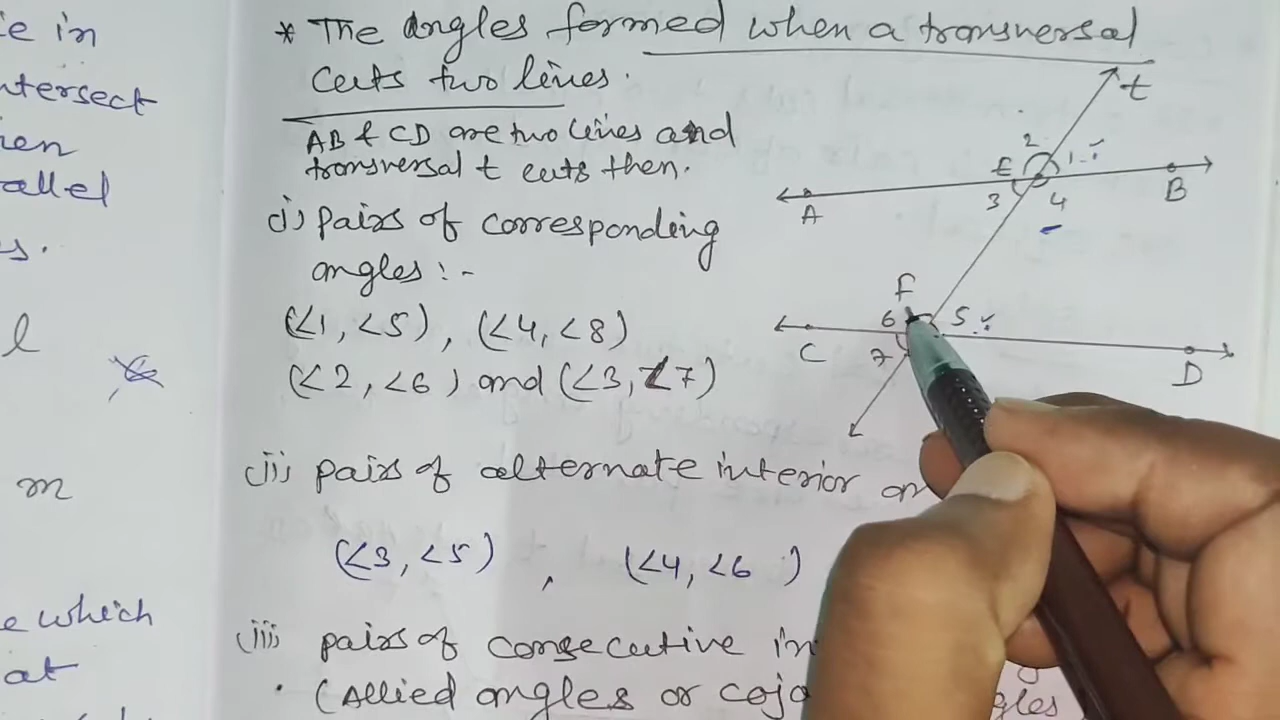 * The angles formed when a transversal
cuts two lines.
AB & CD are two lines and
transversal t cuts then.
(i) pairs of corresponding
angles :-
(<1, <5), (<4, <8)
(<2, <6) and (<3, <7)
(ii) pairs of alternate interior
(<3, <5) , (<4, <6)
(iii) pairs of consecutive
(Allied angles or
in
ntersect
allel
s.
l
m
which
at
t
2
E 1
3 4
A B
F
6 5
C 7 D